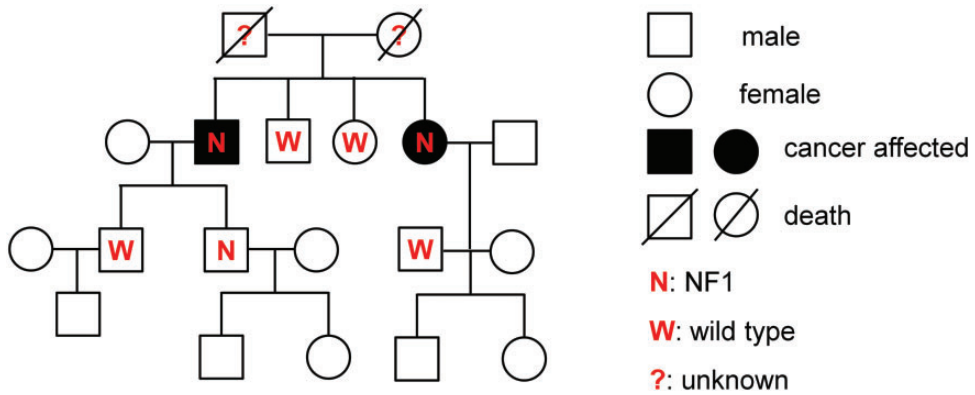 ? ?
N W W N
W N W
male
female
cancer affected
death
N: NF1
W: wild type
?: unknown